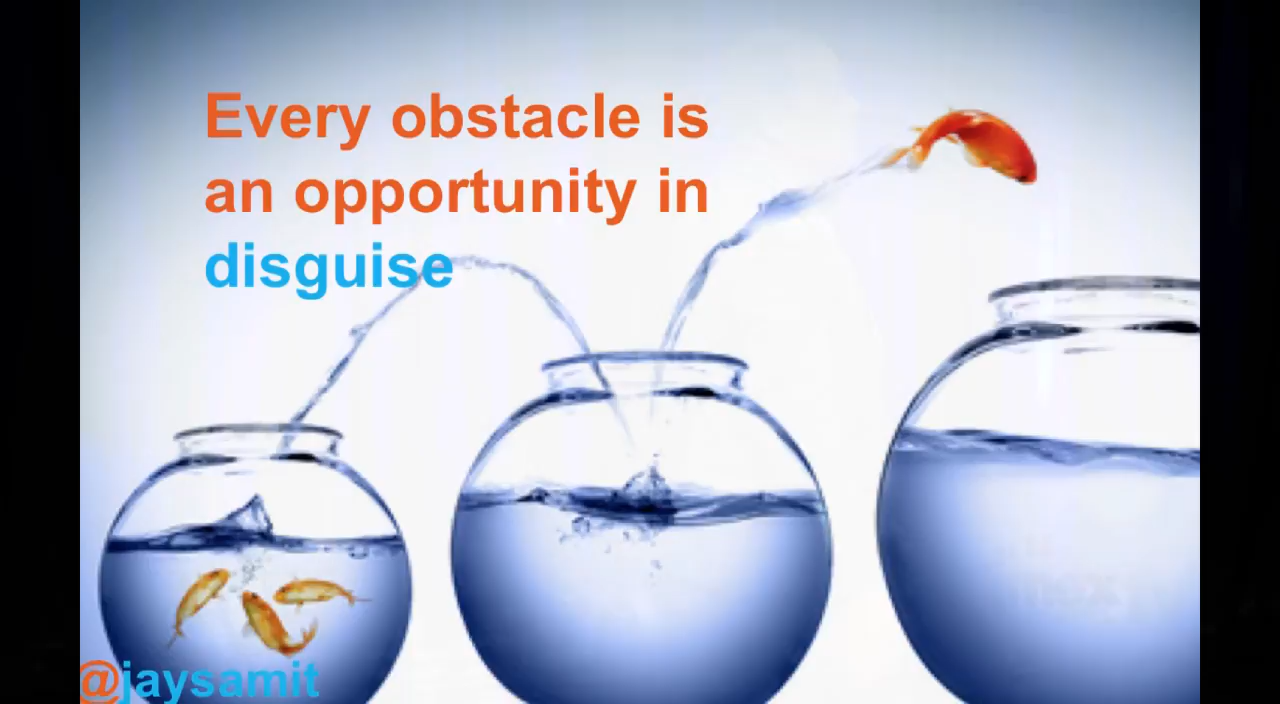 Every obstacle is
an opportunity in
disguise
@jaysamit